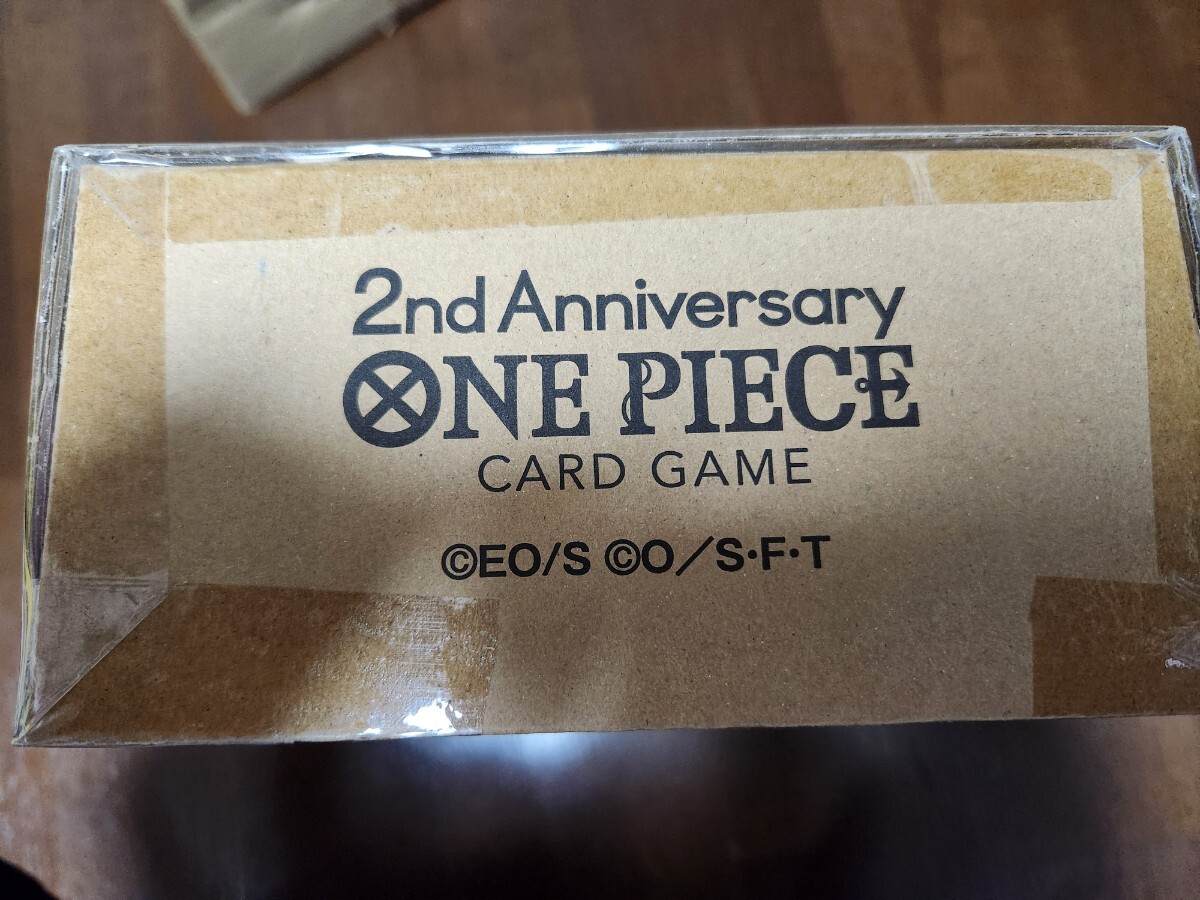 2nd Anniversary
ONE PIECE
CARD GAME
©EO/S ©O／S・F・T